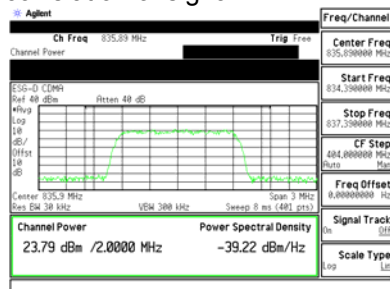 Agilent
Freq/Channel
Ch Freq 835.89 MHz Trig Free
Channel Power
Center Freq
835.890000 MHz
Start Freq
834.390000 MHz
Stop Freq
837.390000 MHz
CF Step
404.000000 MHz
Auto Man
Freq Offset
0.00000000 Hz
Signal Track
On Off
Scale Type
Log Lin
ESG-D CDMA
Ref 40 dBm Atten 40 dB
#Avg
Log
10
dB/
Offst
10
dB
Center 835.9 MHz Span 3 MHz
Res BW 30 kHz VBW 300 kHz Sweep 8 ms (401 pts)
Channel Power Power Spectral Density
23.79 dBm /2.0000 MHz -39.22 dBm/Hz